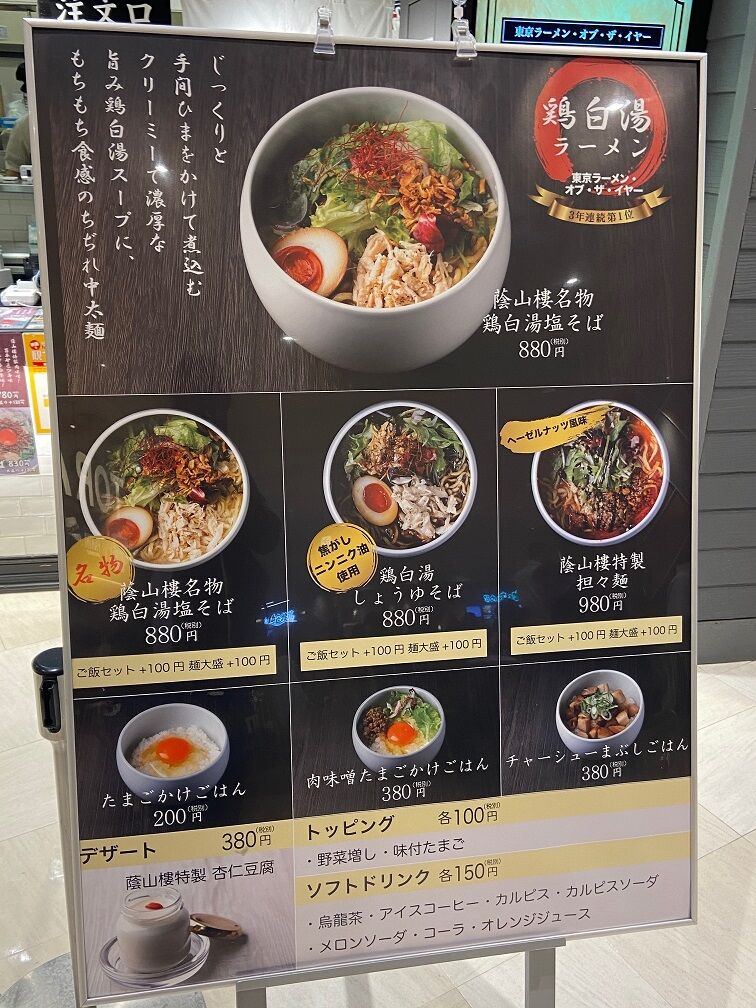 注文口
東京ラーメン・オブ・ザ・イヤー
じっくりと
手間ひまをかけて煮込む
クリーミーで濃厚な
旨み鶏白湯スープに、
もちもち食感のちぢれ中太麺
鶏白湯
ラーメン
東京ラーメン・
オブ・ザ・イヤー
3年連続第1位
蔭山樓名物
鶏白湯塩そば
880円(税別)
名物
蔭山樓名物
鶏白湯塩そば
880円(税別)
ご飯セット +100円 麺大盛 +100円
焦がし
ニンニク油
使用
鶏白湯
しょうゆそば
880円(税別)
ご飯セット +100円 麺大盛 +100円
ヘーゼルナッツ風味
蔭山樓特製
担々麺
980円(税別)
ご飯セット +100円 麺大盛 +100円
たまごかけごはん
200円(税別)
肉味噌たまごかけごはん
380円(税別)
チャーシューまぶしごはん
380円(税別)
デザート 380円(税別)
蔭山樓特製 杏仁豆腐
トッピング 各100円(税別)
・野菜増し・味付たまご
ソフトドリンク 各150円(税別)
・烏龍茶・アイスコーヒー・カルピス・カルピスソーダ
・メロンソーダ・コーラ・オレンジジュース
830円